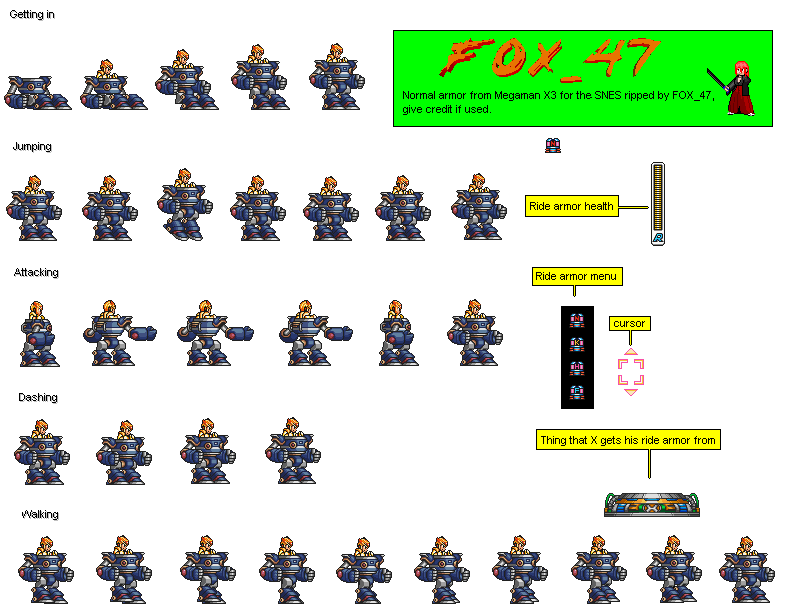 Getting in
FOX_47
Normal armor from Megaman X3 for the SNES ripped by FOX_47,
give credit if used.
Jumping
Ride armor health
R
Attacking
Ride armor menu
N
K
H
F
cursor
Dashing
Thing that X gets his ride armor from
Walking